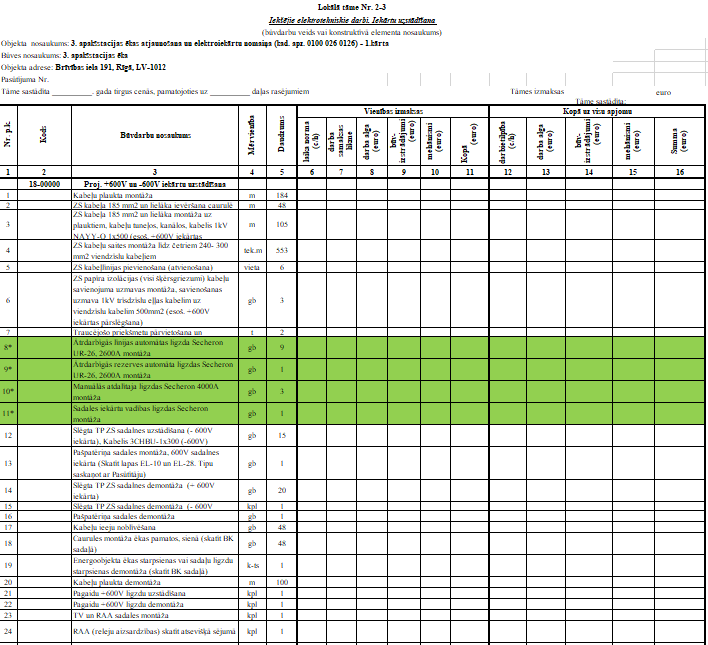 Lokālā tāme Nr. 2-3
Iekšējie elektrotehniskie darbi. Iekārtu uzstādīšana
(būvdarbu veids vai konstruktīvā elementa nosaukums)
Objekta nosaukums: 3. apakšstacijas ēkas atjaunošana un elektroiekārtu nomaiņa (kad. apz. 0100 026 0126) - 1.kārta
Būves nosaukums: 3. apakšstacijas ēka
Objekta adrese: Brīvības iela 191, Rīgā, LV-1012
Pasūtījuma Nr.
Tāme sastādīta __________. gada tirgus cenās, pamatojoties uz __________ daļas rasējumiem Tāmes izmaksas euro
Tāme sastādīta:
Nr. p.k. Kods Būvdarbu nosaukums Mērvienība Daudzums Vienības izmaksas Kopā uz visu apjomu
laika norma (c/h) darba samaksas likme darba alga (euro) būv-izstrādājumi (euro) mehānismi (euro) Kopā (euro) darbietilpība (c/h) darba alga (euro) būv-izstrādājumi (euro) mehānismi (euro) Summa (euro)
1 2 3 4 5 6 7 8 9 10 11 12 13 14 15 16
18-00000 Proj. +600V un -600V iekārtu uzstādīšana
1 Kabeļu plaukta montāža m 184
2 ZS kabeļa 185 mm2 un lielāka ievēršana caurulē m 48
3 ZS kabeļa 185 mm2 un lielāka montāža uz
plauktiem, kabeļu tuneļos, kanālos, kabelis 1kV
NAYY-O 1x500 (esoš. +600V iekārtas m 105
4 ZS kabeļu saites montāža līdz četriem 240- 300
mm2 viendzīslu kabeļiem tek.m 553
5 ZS kabeļlīnijas pievienošana (atvienošana) vieta 6
6 ZS papīra izolācijas (visi šķērsgriezumi) kabeļu
savienojuma uzmavas montāža, savienošanas
uzmava 1kV trīsdzīslu eļļas kabelim uz
viendzīslu kabelim 500mm2 (esoš. +600V
iekārtas pārslēgšana) gb 3
7 Traucējošo priekšmetu pārvietošana un t 2
8* Ātrdarbīgās līnijas automātas ligzda Secheron
UR-26, 2600A montāža gb 9
9* Ātrdarbīgās rezerves automāta ligzdas Secheron
UR-26, 2600A montāža gb 1
10* Manuālās atdalītāja ligzdas Secheron 4000A
montāža gb 3
11* Sadales iekārtu vadības ligzdas Secheron
montāža gb 1
12 Slēgta TP ZS sadalnes uzstādīšana (- 600V
iekārta), Kabelis 3CHBU-1x300 (-600V) gb 15
13 Pašpatēriņa sadales montāža, 600V sadalnes
iekārta (Skatīt lapas EL-10 un EL-28. Tipu
saskaņot ar Pasūtītāju) gb 1
14 Slēgta TP ZS sadalnes demontāža (+ 600V
iekārta) gb 20
15 Slēgta TP ZS sadalnes demontāža (- 600V kpl 1
16 Pašpatēriņa sadales demontāža gb 1
17 Kabeļu ieeju noblīvēšana gb 48
18 Caurules montāža ēkas pamatos, sienā (skatīt BK
sadaļā) gb 48
19 Energoobjekta ēkas starpsienas vai sadaļu ligzdu
starpsienas demontāža (skatīt BK sadaļā) k-ts 1
20 Kabeļu plaukta demontāža m 100
21 Pagaidu +600V ligzdu uzstādīšana kpl 1
22 Pagaidu +600V ligzdu demontāža kpl 1
23 TV un RAA sadales montāža kpl 1
24 RAA (releju aizsardzības) skatīt atsevišķā sējumā kpl 1